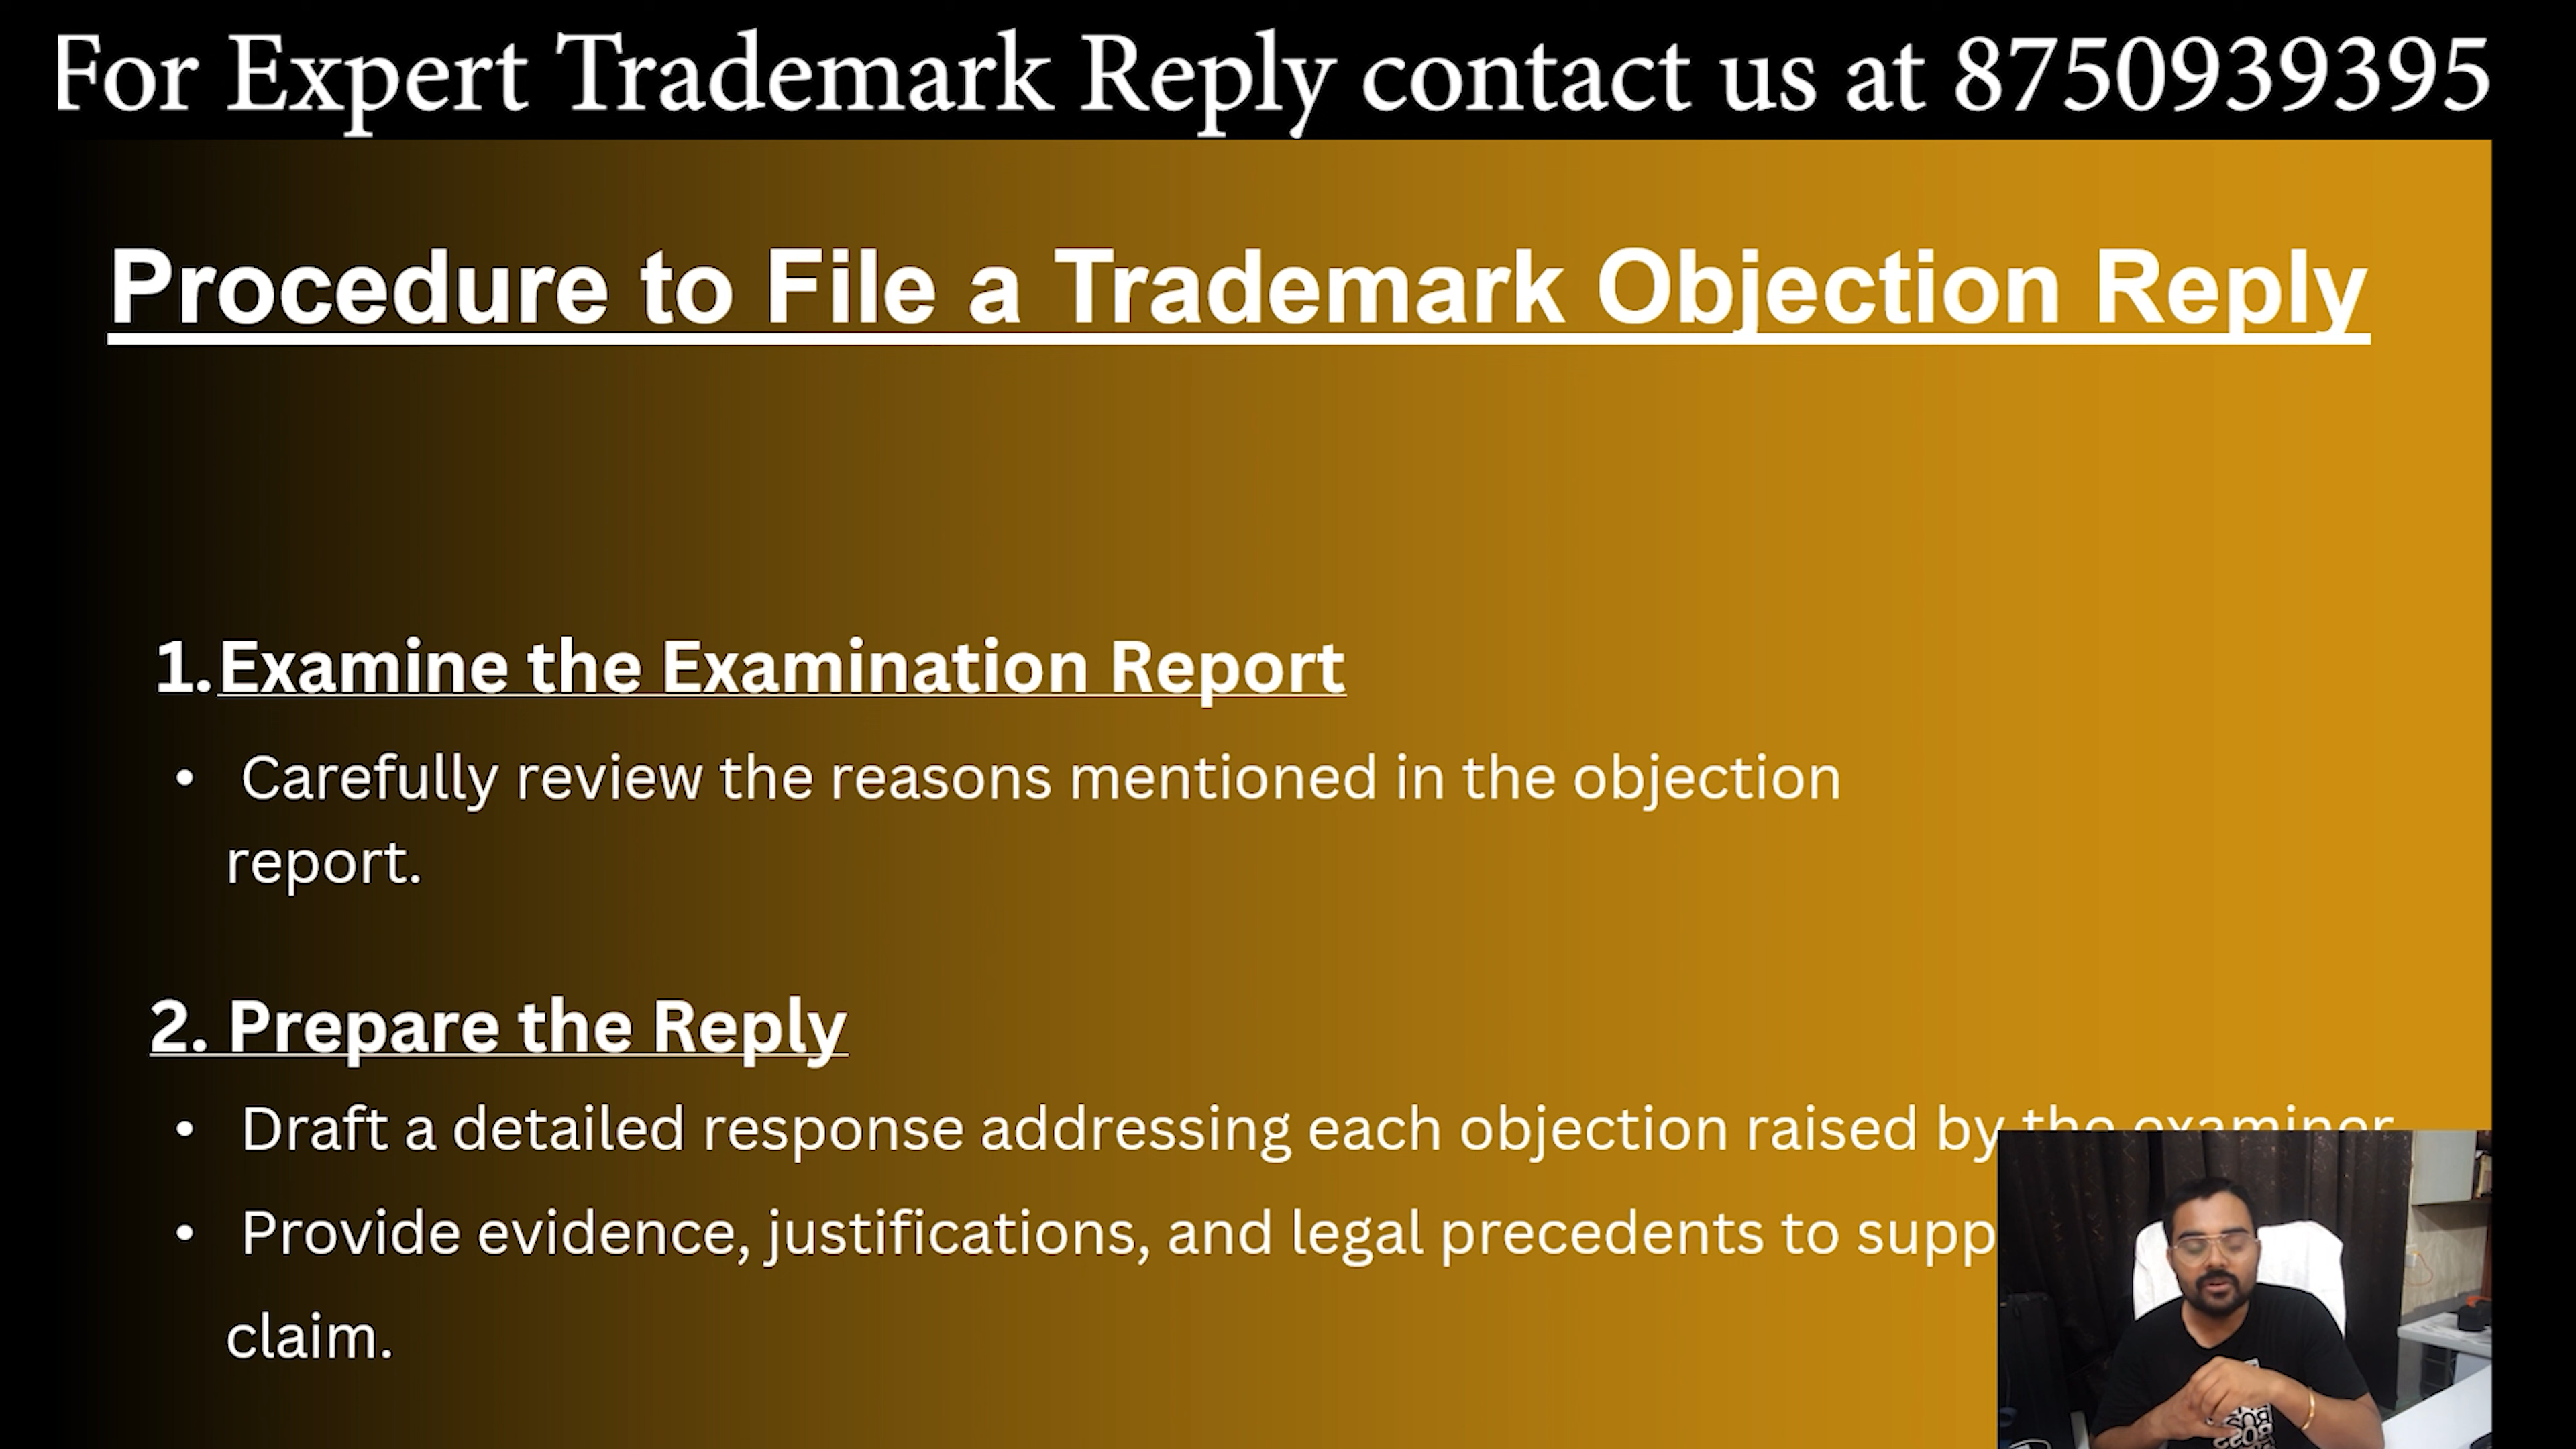 For Expert Trademark Reply contact us at 8750939395
Procedure to File a Trademark Objection Reply
1. Examine the Examination Report
• Carefully review the reasons mentioned in the objection
report.
2. Prepare the Reply
• Draft a detailed response addressing each objection raised by the examiner
• Provide evidence, justifications, and legal precedents to supp
claim.